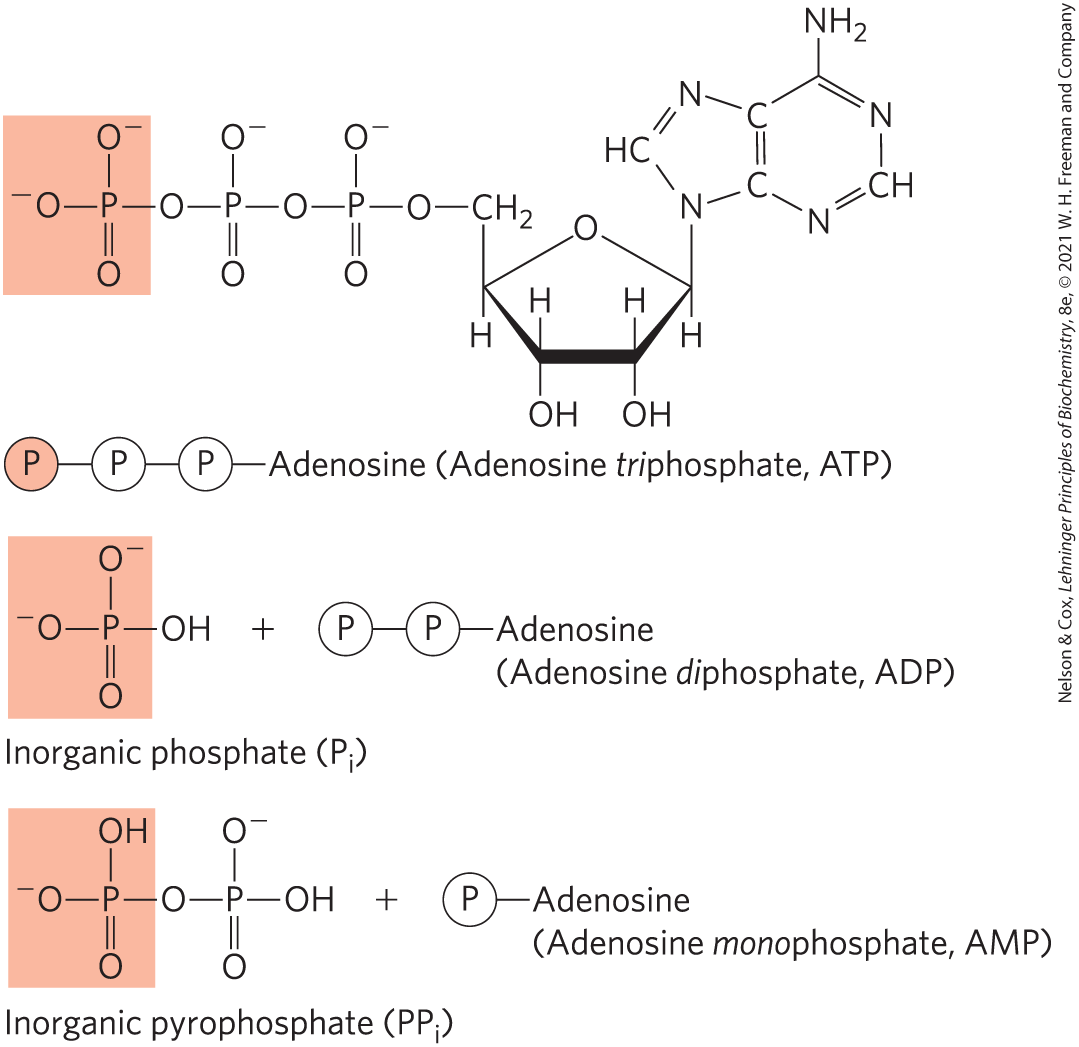 NH₂
N C N
HC C CH
N N
O⁻ O⁻ O⁻
⁻O P O P O P O CH₂
O O O
O
H H H H
OH OH
P P P Adenosine (Adenosine triphosphate, ATP)
O⁻
⁻O P OH + P P Adenosine
O (Adenosine diphosphate, ADP)
Inorganic phosphate (Pᵢ)
OH O⁻
⁻O P O P OH + P Adenosine
O O (Adenosine monophosphate, AMP)
Inorganic pyrophosphate (PPᵢ)
Nelson & Cox, Lehninger Principles of Biochemistry, 8e, © 2021 W. H. Freeman and Company